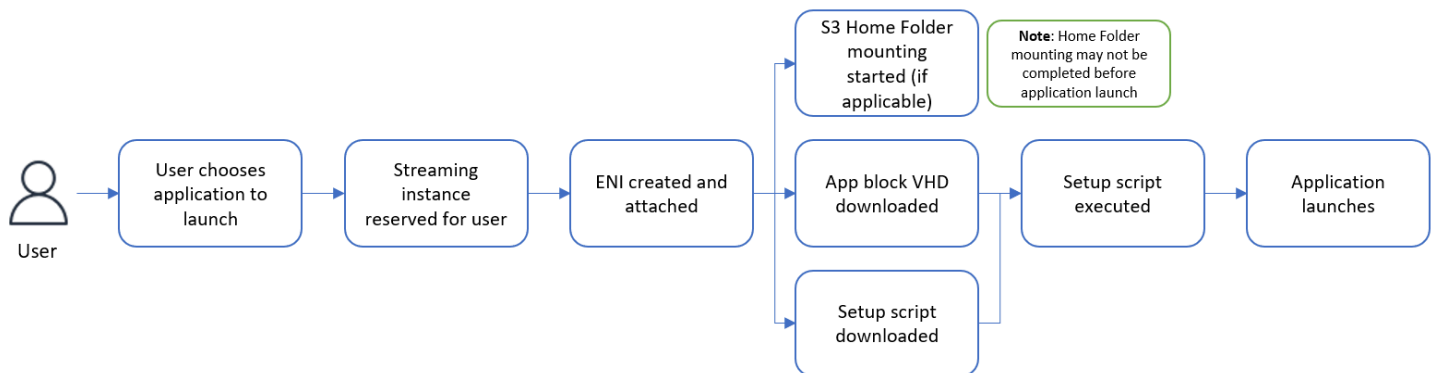 User
User chooses
application to
launch
Streaming
instance
reserved for user
ENI created and
attached
S3 Home Folder
mounting
started (if
applicable)
Note: Home Folder
mounting may not be
completed before
application launch
App block VHD
downloaded
Setup script
downloaded
Setup script
executed
Application
launches